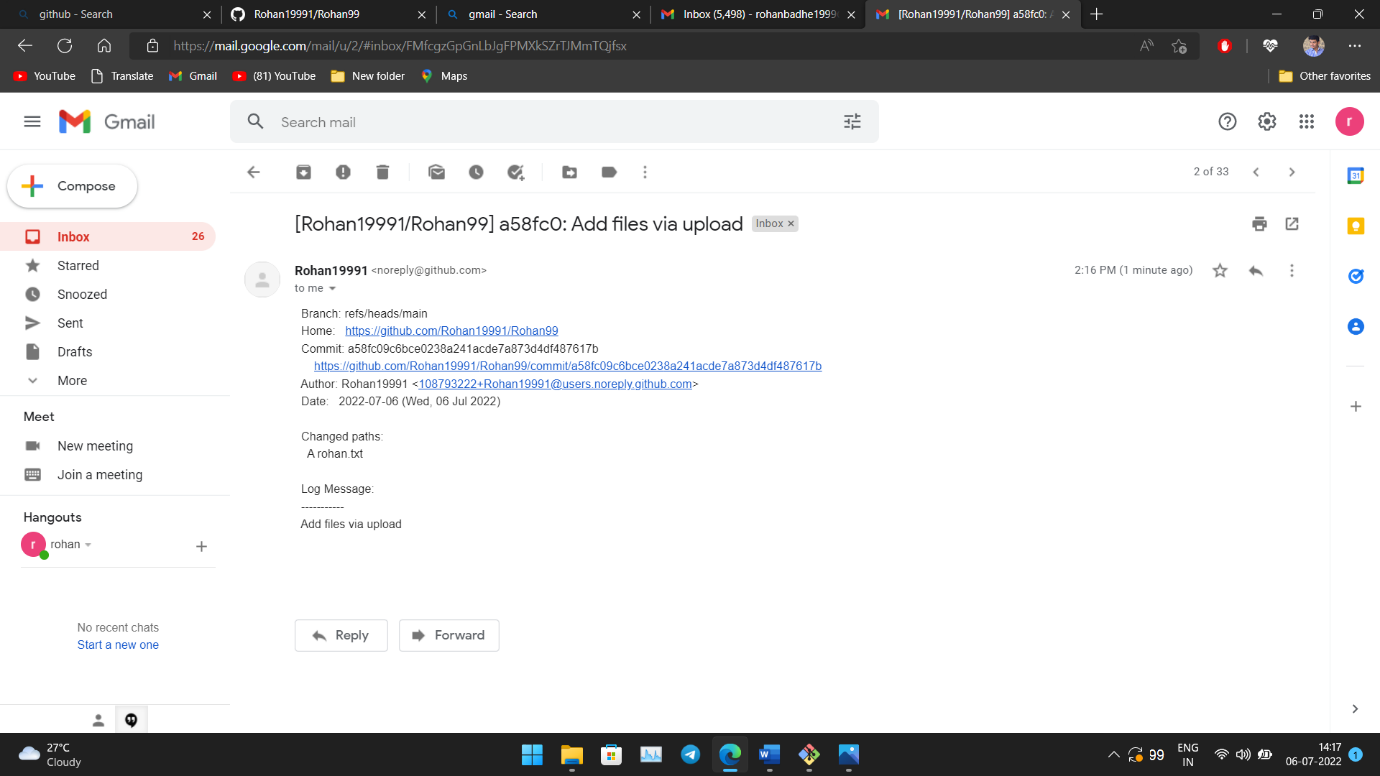 github - Search
Rohan19991/Rohan99
gmail - Search
Inbox (5,498) - rohanbadhe1999
[Rohan19991/Rohan99] a58fc0: A
https://mail.google.com/mail/u/2/#inbox/FMfcgzGpGnLbJgFPMXkSZrTJMmTQjfsx
YouTube
Translate
Gmail
(81) YouTube
New folder
Maps
Other favorites
Gmail
Search mail
r
Compose
2 of 33
31
Inbox 26
Starred
Snoozed
Sent
Drafts
More
Meet
New meeting
Join a meeting
Hangouts
r rohan
No recent chats
Start a new one
[Rohan19991/Rohan99] a58fc0: Add files via upload Inbox ×
Rohan19991 <noreply@github.com>
2:16 PM (1 minute ago)
to me
Branch: refs/heads/main
Home: https://github.com/Rohan19991/Rohan99
Commit: a58fc09c6bce0238a241acde7a873d4df487617b
https://github.com/Rohan19991/Rohan99/commit/a58fc09c6bce0238a241acde7a873d4df487617b
Author: Rohan19991 <108793222+Rohan19991@users.noreply.github.com>
Date: 2022-07-06 (Wed, 06 Jul 2022)
Changed paths:
A rohan.txt
Log Message:
-----------
Add files via upload
Reply
Forward
27°C
Cloudy
W
99
ENG
IN
14:17
06-07-2022
1